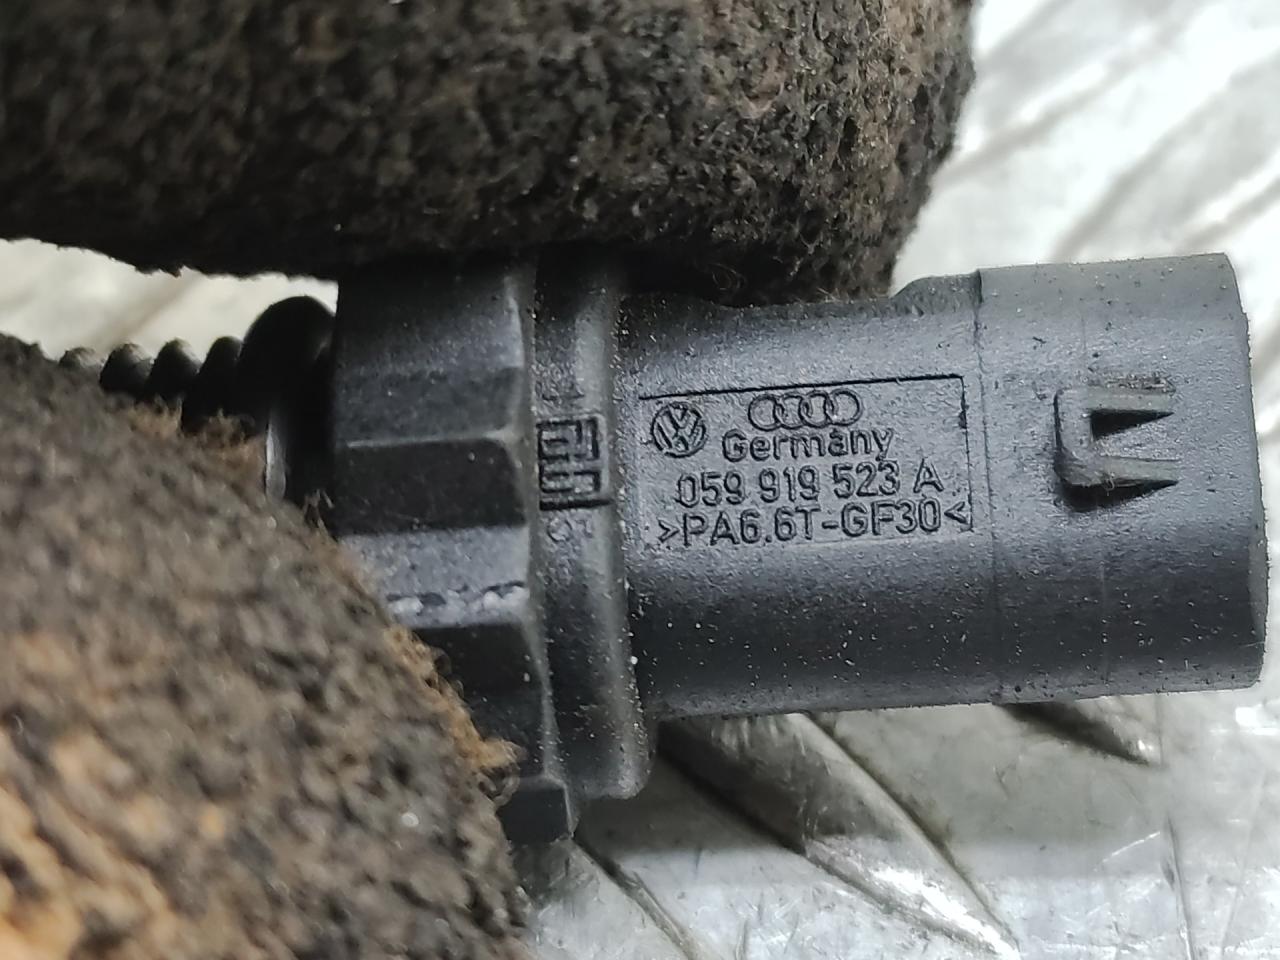 Germany
059 919 523 A
>PA6.6T-GF30<